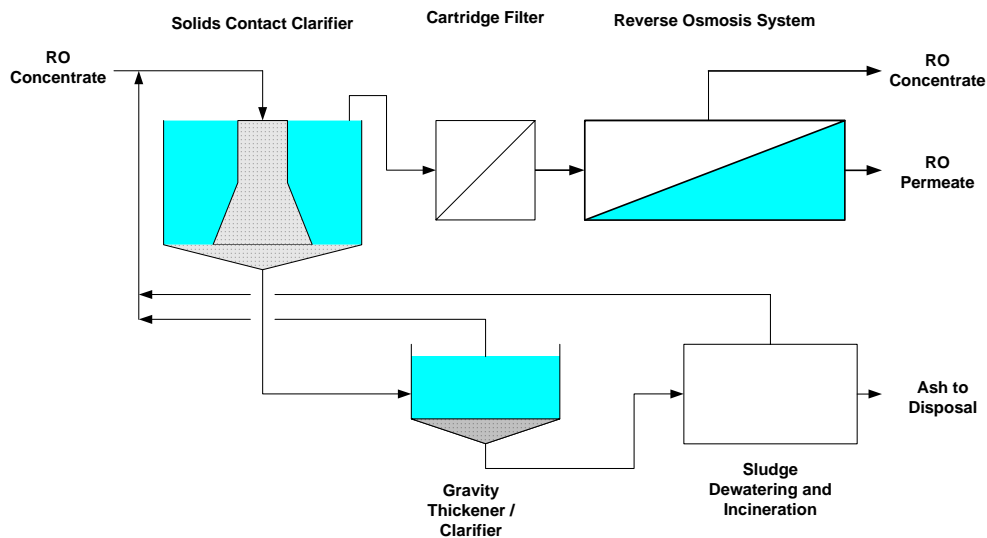 Solids Contact Clarifier
Cartridge Filter
Reverse Osmosis System
RO
Concentrate
RO
Concentrate
RO
Permeate
Ash to
Disposal
Gravity
Thickener /
Clarifier
Sludge
Dewatering and
Incineration